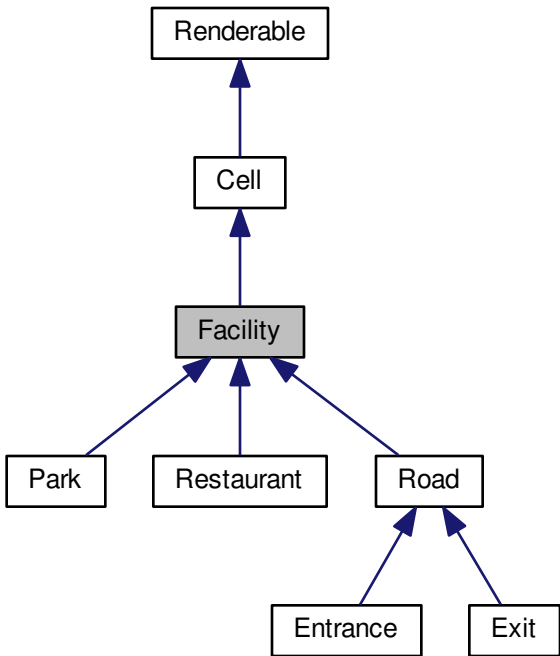 Renderable
Cell
Facility
Park
Restaurant
Road
Entrance
Exit